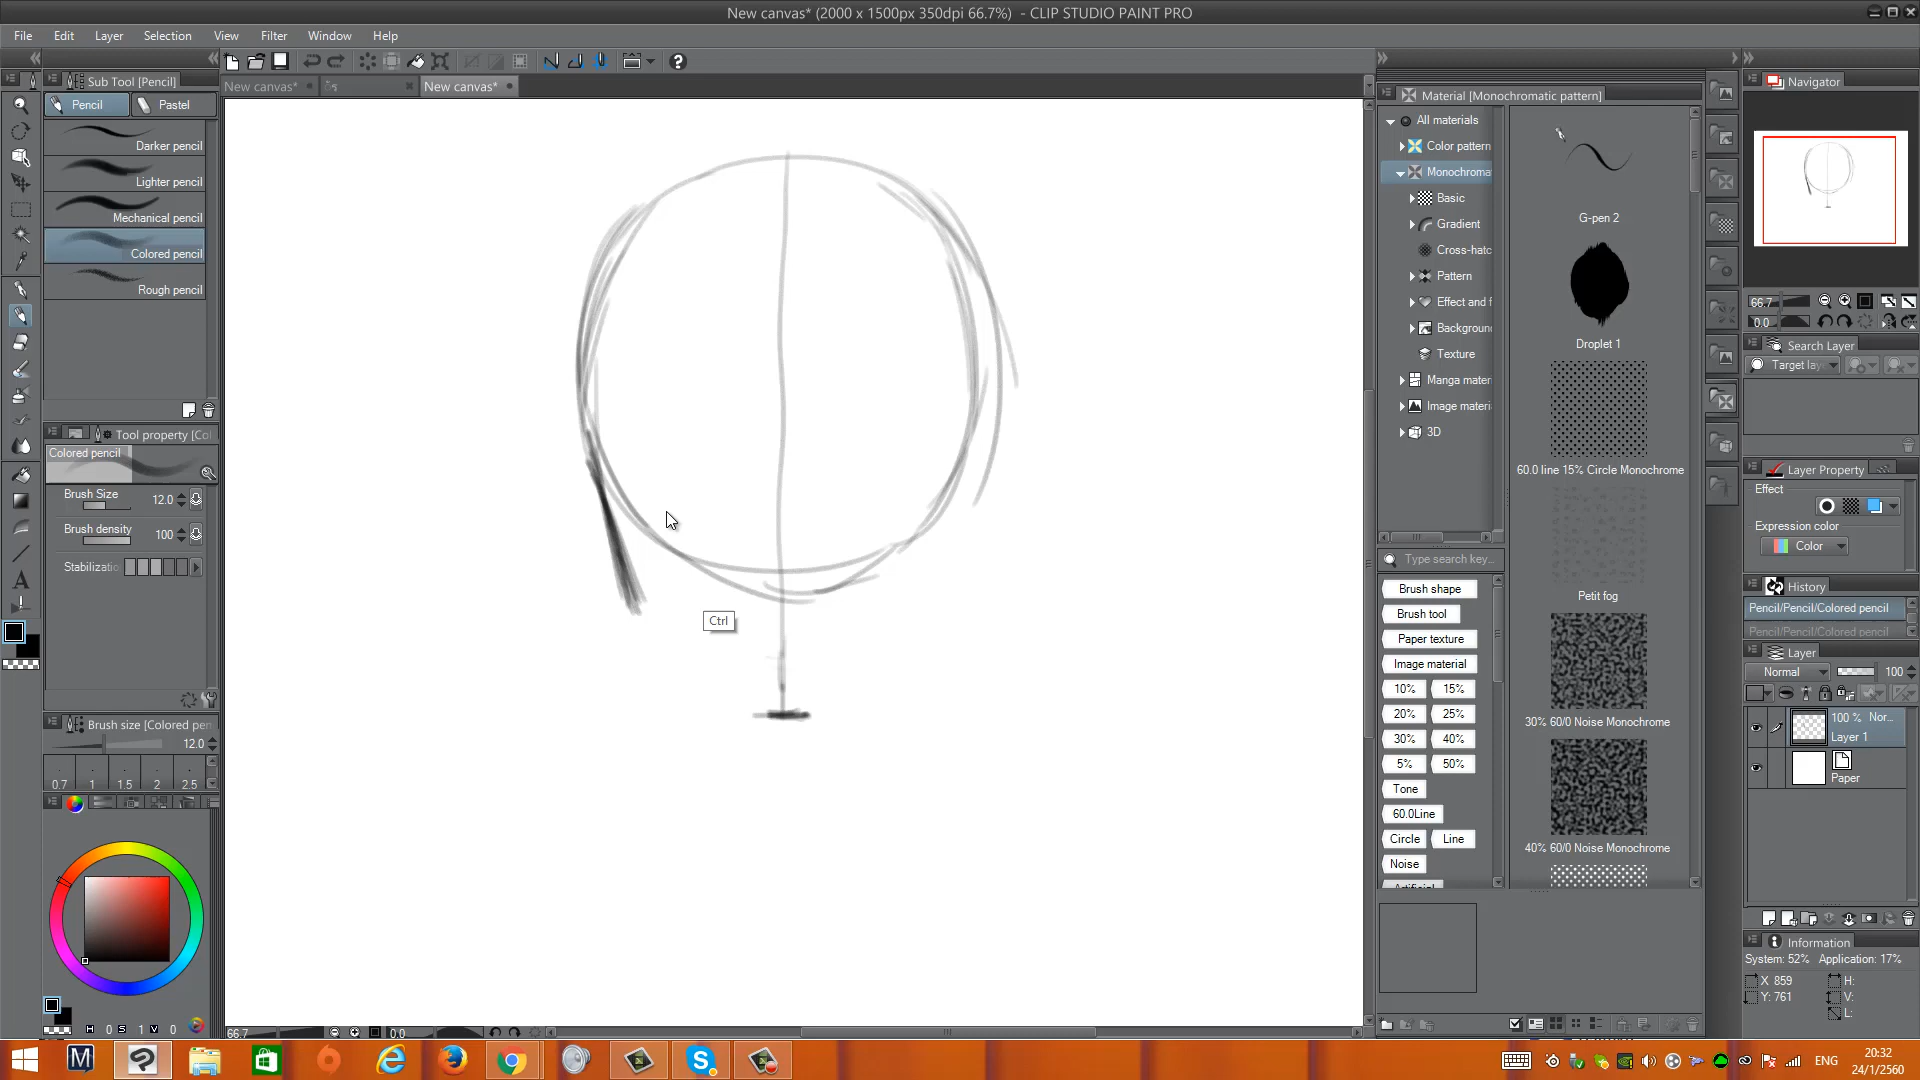 New canvas* (2000 x 1500px 350dpi 66.7%)  - CLIP STUDIO PAINT PRO
File Edit Layer Selection View Filter Window Help
Sub Tool [Pencil]
Pencil Pastel
Darker pencil
Lighter pencil
Mechanical pencil
Colored pencil
Rough pencil
Tool property [Co
Colored pencil
Brush Size 12.0
Brush density 100
Stabilizatio
Brush size [Colored pen
12.0
0.7 1 1.5 2 2.5
H 0 S 1 V 0
New canvas* New canvas*
Ctrl
66.7 0.0
Material [Monochromatic pattern]
All materials
Color pattern
Monochroma
Basic
Gradient
Cross-hatc
Pattern
Effect and f
Background
Texture
Manga mater
Image materi
3D
Type search key...
Brush shape
Brush tool
Paper texture
Image material
10% 15%
20% 25%
30% 40%
5% 50%
Tone
60.0Line
Circle Line
Noise
Artificial
G-pen 2
Droplet 1
60.0 line 15% Circle Monochrome
Petit fog
30% 60/0 Noise Monochrome
40% 60/0 Noise Monochrome
Navigator
66.7
0.0
Search Layer
Target laye
Layer Property
Effect
Expression color
Color
History
Pencil/Pencil/Colored pencil
Pencil/Pencil/Colored pencil
Layer
Normal 100
100 % Nor...
Layer 1
Paper
Information
System: 52% Application: 17%
X 859 H:
Y: 761 V:
L:
ENG
20:32
24/1/2560